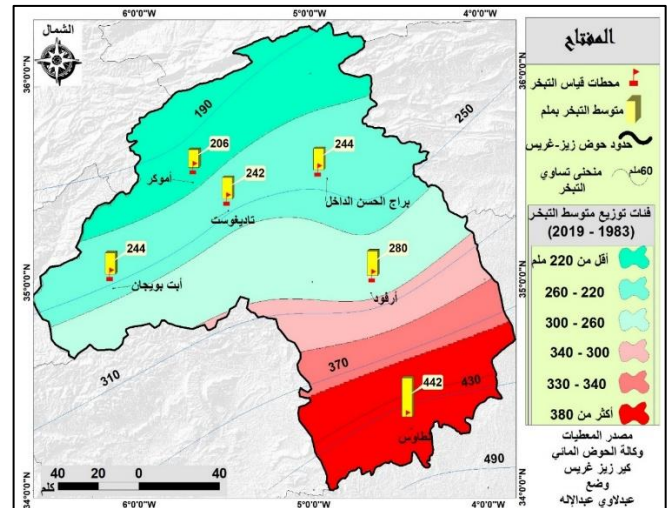 6°0'0"W
5°0'0"W
4°0'0"W
الشمال
36°0'0"N
36°0'0"N
190
250
206
أموكر
242
تاديغوست
244
براج الحسن الداخل
244
أيت بويجان
280
أرفود
35°0'0"N
35°0'0"N
310
370
442
430
الطاوس
490
40
20
0
40
كلم
34°0'0"N
34°0'0"N
6°0'0"W
5°0'0"W
4°0'0"W
المفتاح
محطات قياس التبخر
متوسط التبخر بملم
حدود حوض زيز-غريس
منحنى تساوي
التبخر
60ملم
فئات توزيع متوسط التبخر
(2019 - 1983)
أقل من 220 ملم
260 - 220
300 - 260
340 - 300
330 - 340
أكثر من 380
مصدر المعطيات
وكالة الحوض المائي
كير زيز غريس
وضع
عبدلاوي عبدالإله